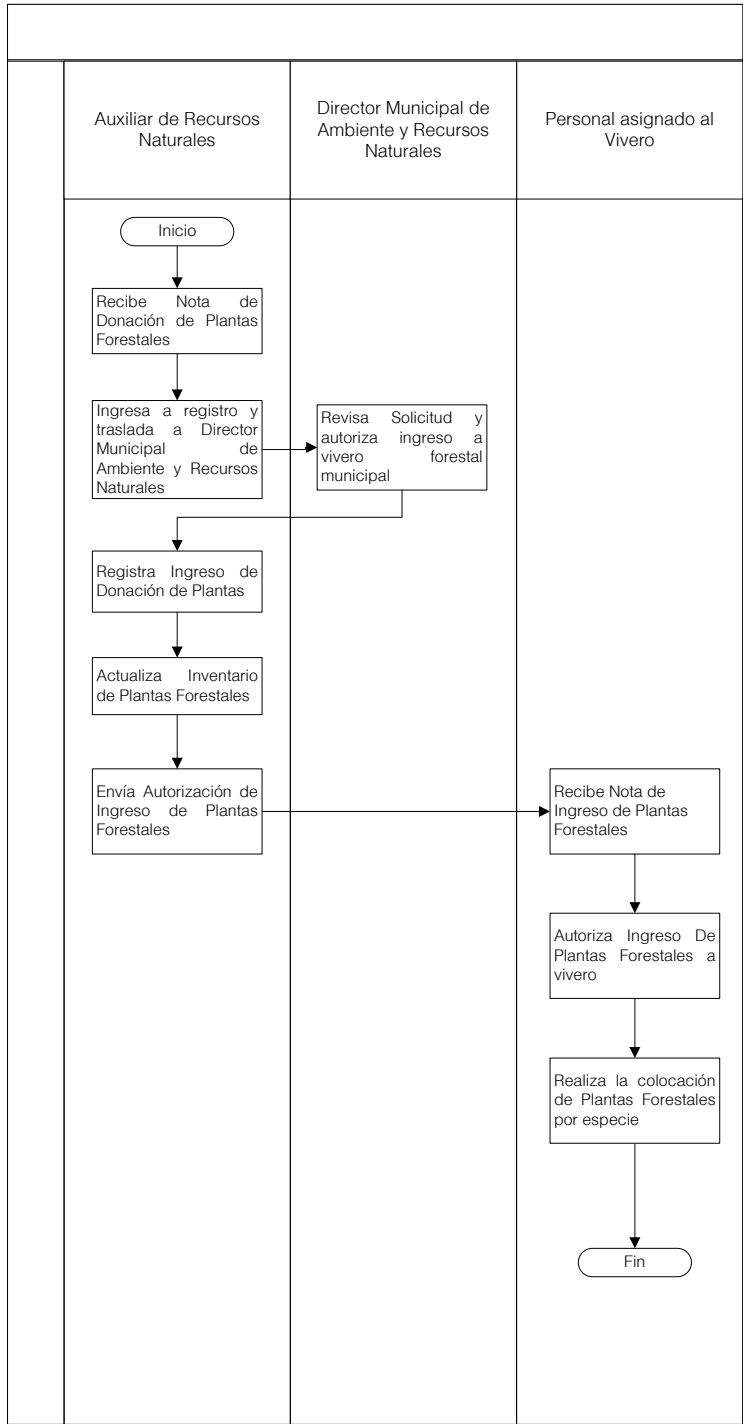 Auxiliar de Recursos
Naturales
Director Municipal de
Ambiente y Recursos
Naturales
Personal asignado al
Vivero
Inicio
Recibe Nota de
Donación de Plantas
Forestales
Ingresa a registro y
traslada a Director
Municipal de
Ambiente y Recursos
Naturales
Revisa Solicitud y
autoriza ingreso a
vivero forestal
municipal
Registra Ingreso de
Donación de Plantas
Actualiza Inventario
de Plantas Forestales
Envía Autorización de
Ingreso de Plantas
Forestales
Recibe Nota de
Ingreso de Plantas
Forestales
Autoriza Ingreso De
Plantas Forestales a
vivero
Realiza la colocación
de Plantas Forestales
por especie
Fin